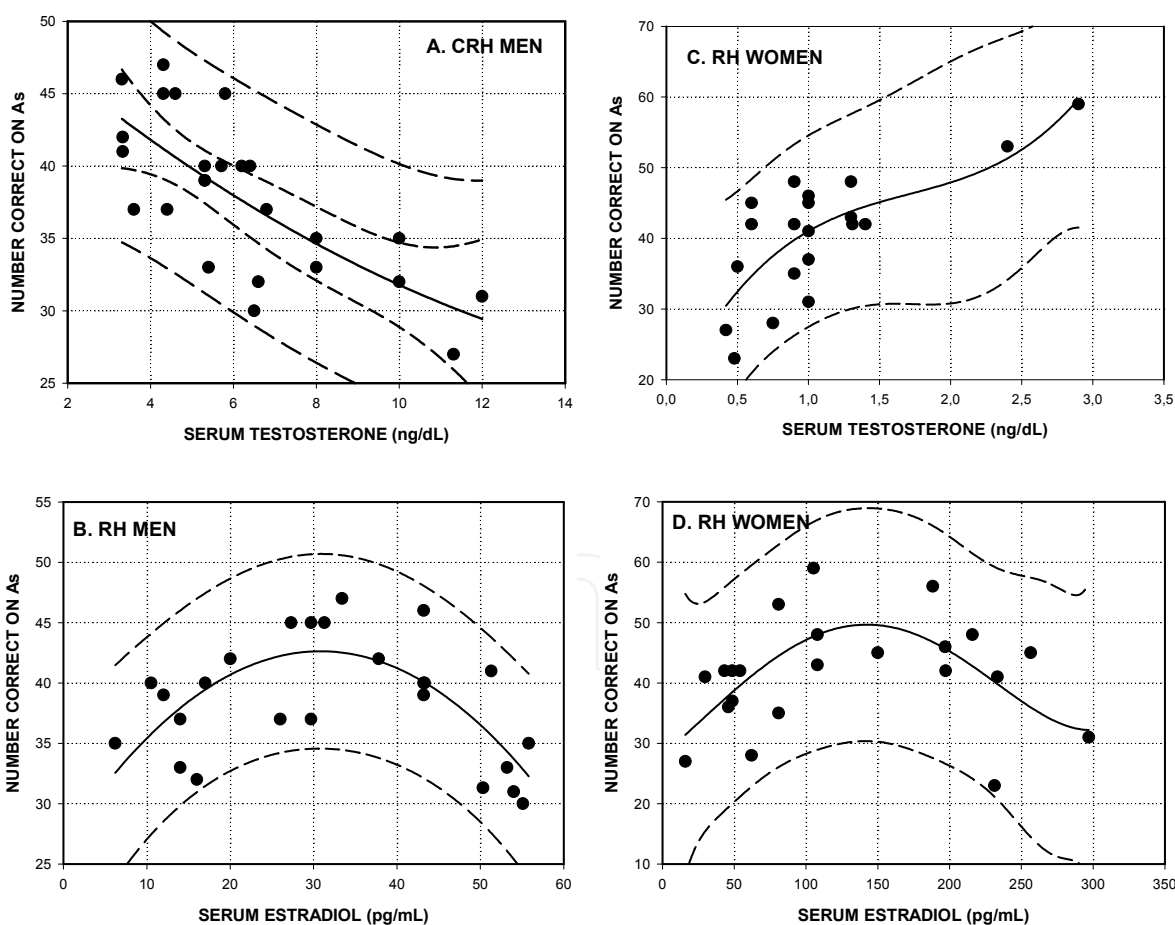 A. CRH MEN
NUMBER CORRECT ON As
50
45
40
35
30
25
2 4 6 8 10 12 14
SERUM TESTOSTERONE (ng/dL)
C. RH WOMEN
NUMBER CORRECT ON As
70
60
50
40
30
20
0,0 0,5 1,0 1,5 2,0 2,5 3,0 3,5
SERUM TESTOSTERONE (ng/dL)
B. RH MEN
NUMBER CORRECT ON As
55
50
45
40
35
30
25
0 10 20 30 40 50 60
SERUM ESTRADIOL (pg/mL)
D. RH WOMEN
NUMBER CORRECT ON As
70
60
50
40
30
20
10
0 50 100 150 200 250 300 350
SERUM ESTRADIOL (pg/mL)